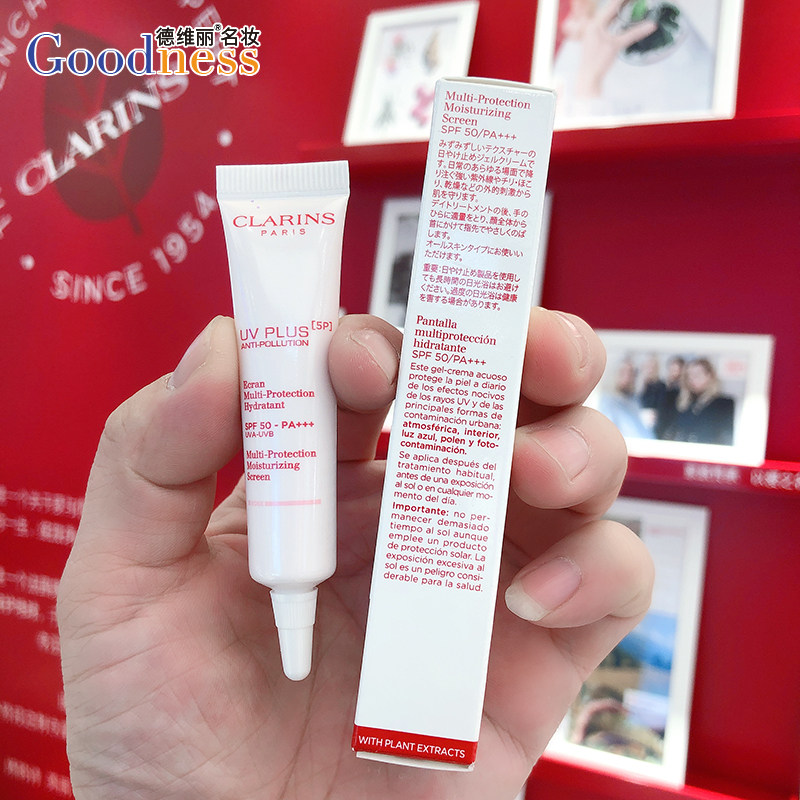 德维丽®名妆
Goodness
CLARINS
SINCE 1954
CLARINS
PARIS
UV PLUS [5P]
ANTI-POLLUTION
Ecran
Multi-Protection
Hydratant
SPF 50 - PA+++
UVA-UVB
Multi-Protection
Moisturizing
Screen
Multi-Protection
Moisturizing
Screen
SPF 50/PA+++
みずみずしいテクスチャーの
日やけ止めジェルクリームで
す。日常のあらゆる場面で降
り注ぐ強い紫外線やチリ・ほこ
り、乾燥などの外的刺激から
肌を守ります。
デイトリートメントの後、手の
ひらに適量をとり、顔全体から
首にかけて指先でやさしくのば
します。
オールスキンタイプにお使いい
ただけます。
重要:日やけ止め製品を使用し
ても長時間の日光浴はお避け
ください。過度の日光浴は健康
を害する場合があります。
Pantalla
multiprotección
hidratante
SPF 50/PA+++
Este gel-crema acuoso
protege la piel a diario
de los efectos nocivos
de los rayos UV y de las
principales formas de
contaminación urbana:
atmosférica, interior,
luz azul, polen y foto-
contaminación.
Se aplica después del
tratamiento habitual,
antes de una exposición
al sol o en cualquier mo-
mento del día.
Importante: no per-
manecer demasiado
tiempo al sol aunque
emplee un producto
de protección solar. La
exposición excesiva al
sol es un peligro consi-
derable para la salud.
WITH PLANT EXTRACTS